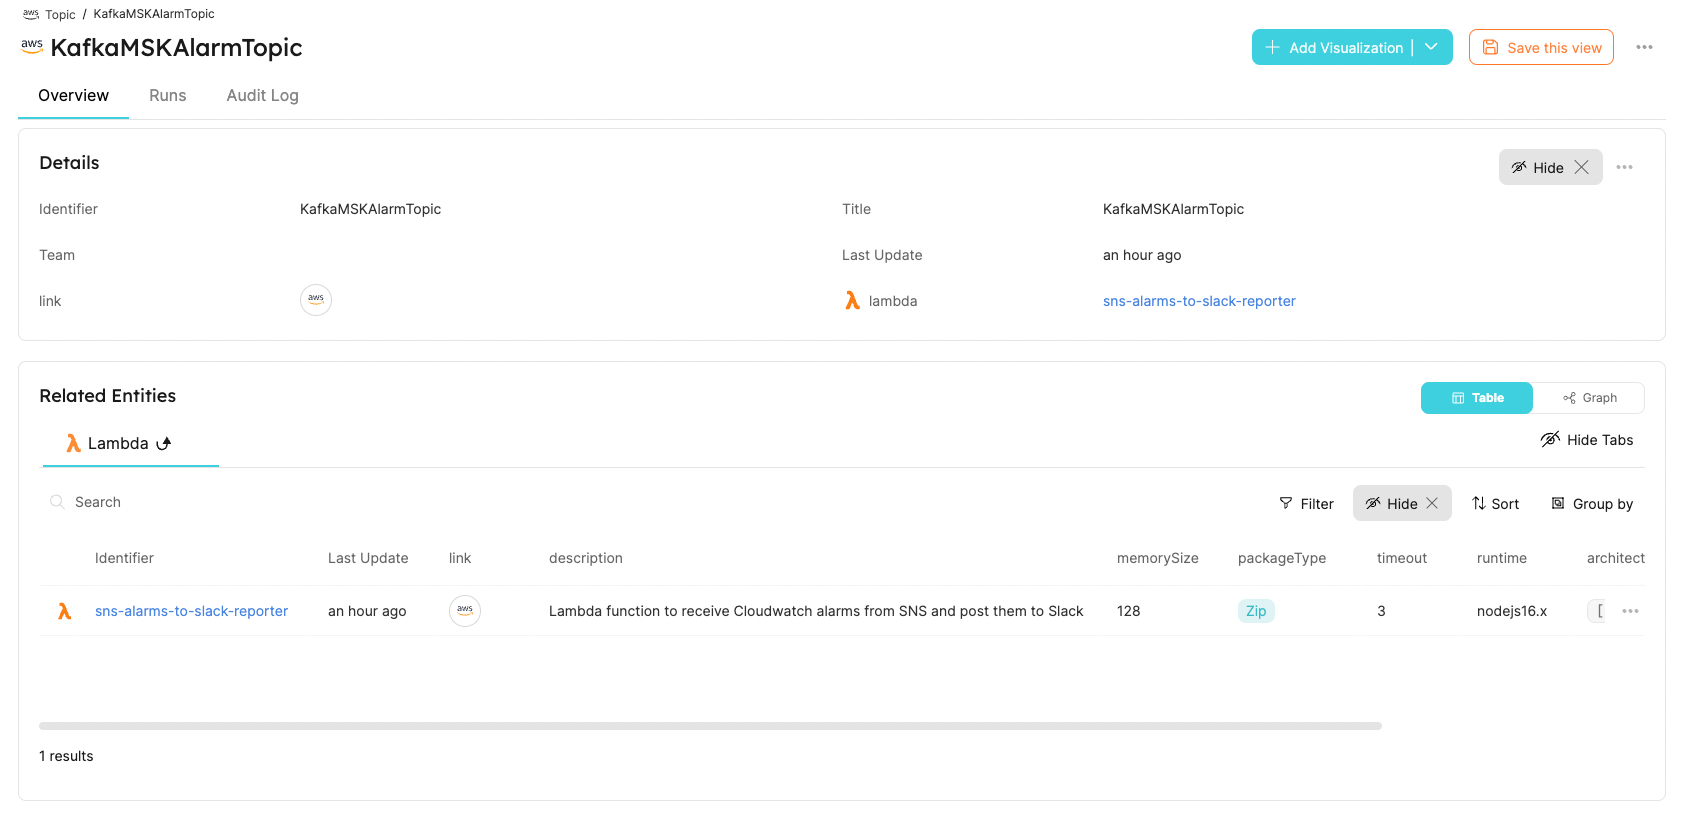 aws Topic / KafkaMSKAlarmTopic
aws KafkaMSKAlarmTopic
Add Visualization
Save this view
Overview Runs Audit Log
Details
Hide
Identifier KafkaMSKAlarmTopic Title KafkaMSKAlarmTopic
Team Last Update an hour ago
link aws lambda sns-alarms-to-slack-reporter
Related Entities
Table Graph
Lambda
Hide Tabs
Search
Filter Hide Sort Group by
Identifier Last Update link description memorySize packageType timeout runtime architect
sns-alarms-to-slack-reporter an hour ago aws Lambda function to receive Cloudwatch alarms from SNS and post them to Slack 128 Zip 3 nodejs16.x [
1 results